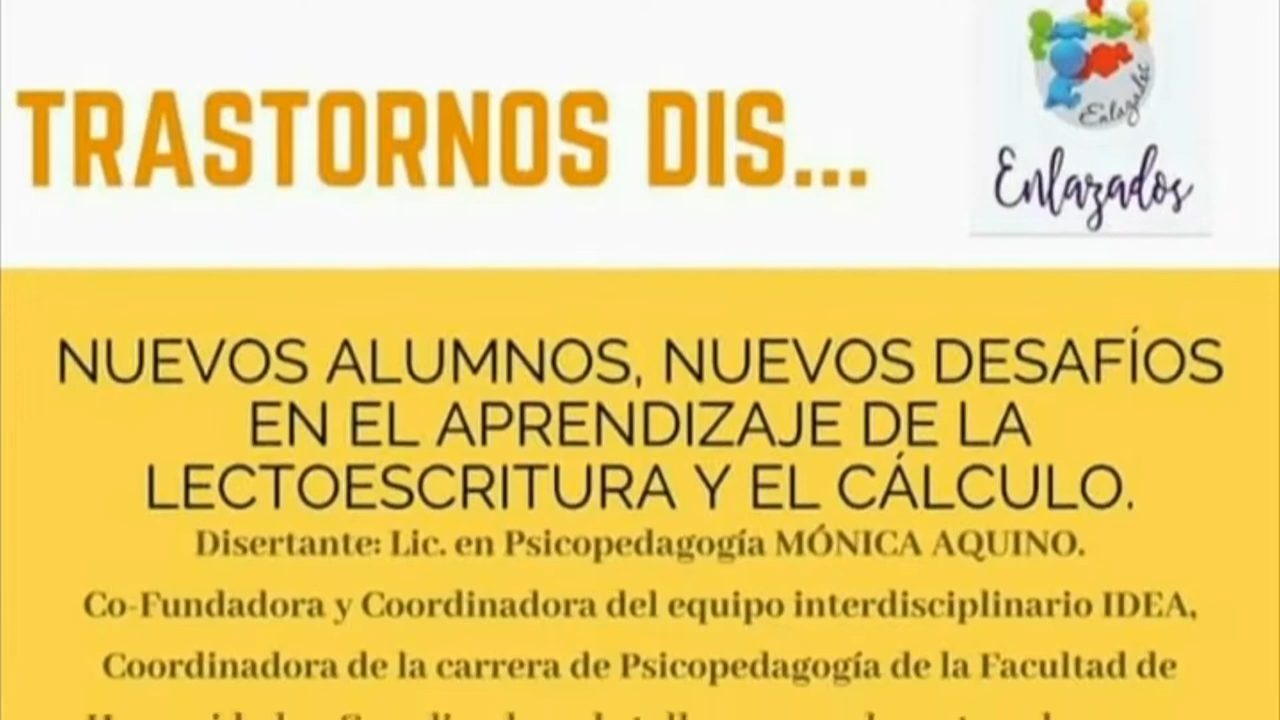 TRASTORNOS DIS...
Enlazados
Enlazados
NUEVOS ALUMNOS, NUEVOS DESAFÍOS
EN EL APRENDIZAJE DE LA
LECTOESCRITURA Y EL CÁLCULO.
Disertante: Lic. en Psicopedagogía MÓNICA AQUINO.
Co-Fundadora y Coordinadora del equipo interdisciplinario IDEA,
Coordinadora de la carrera de Psicopedagogía de la Facultad de